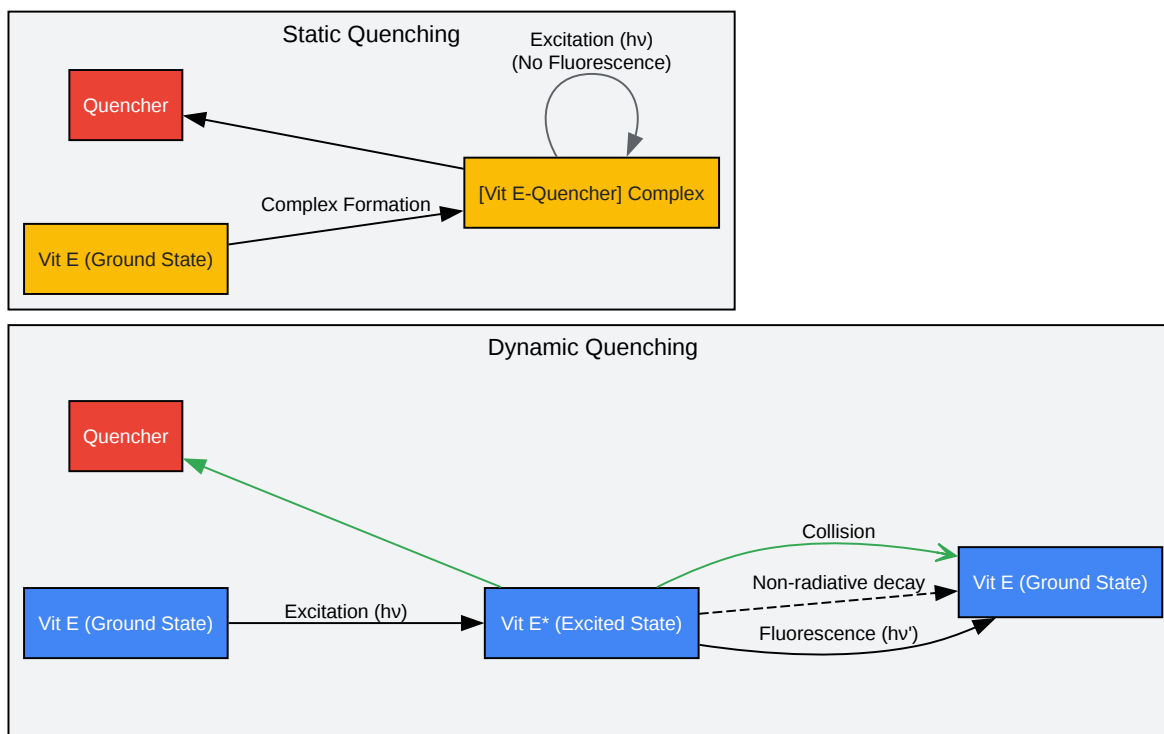 Static Quenching
Excitation (hν)
(No Fluorescence)
Quencher
[Vit E-Quencher] Complex
Complex Formation
Vit E (Ground State)
Dynamic Quenching
Quencher
Collision
Non-radiative decay
Vit E (Ground State)
Vit E (Ground State)
Excitation (hν)
Vit E* (Excited State)
Fluorescence (hν')